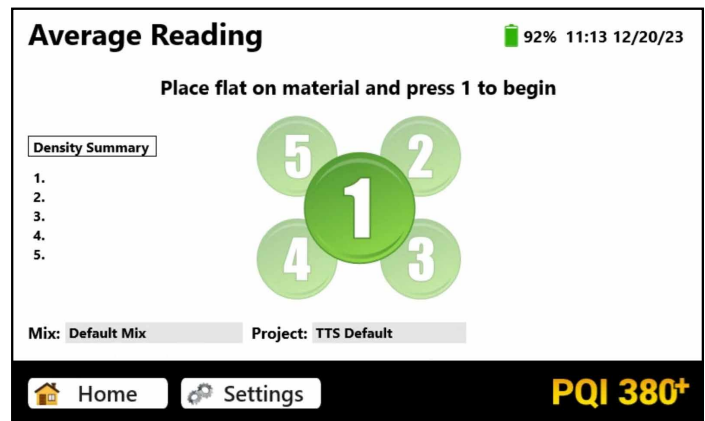 Average Reading
92% 11:13 12/20/23
Place flat on material and press 1 to begin
Density Summary
1.
2.
3.
4.
5.
5 2
1
4 3
Mix: Default Mix Project: TTS Default
Home Settings PQI 380+